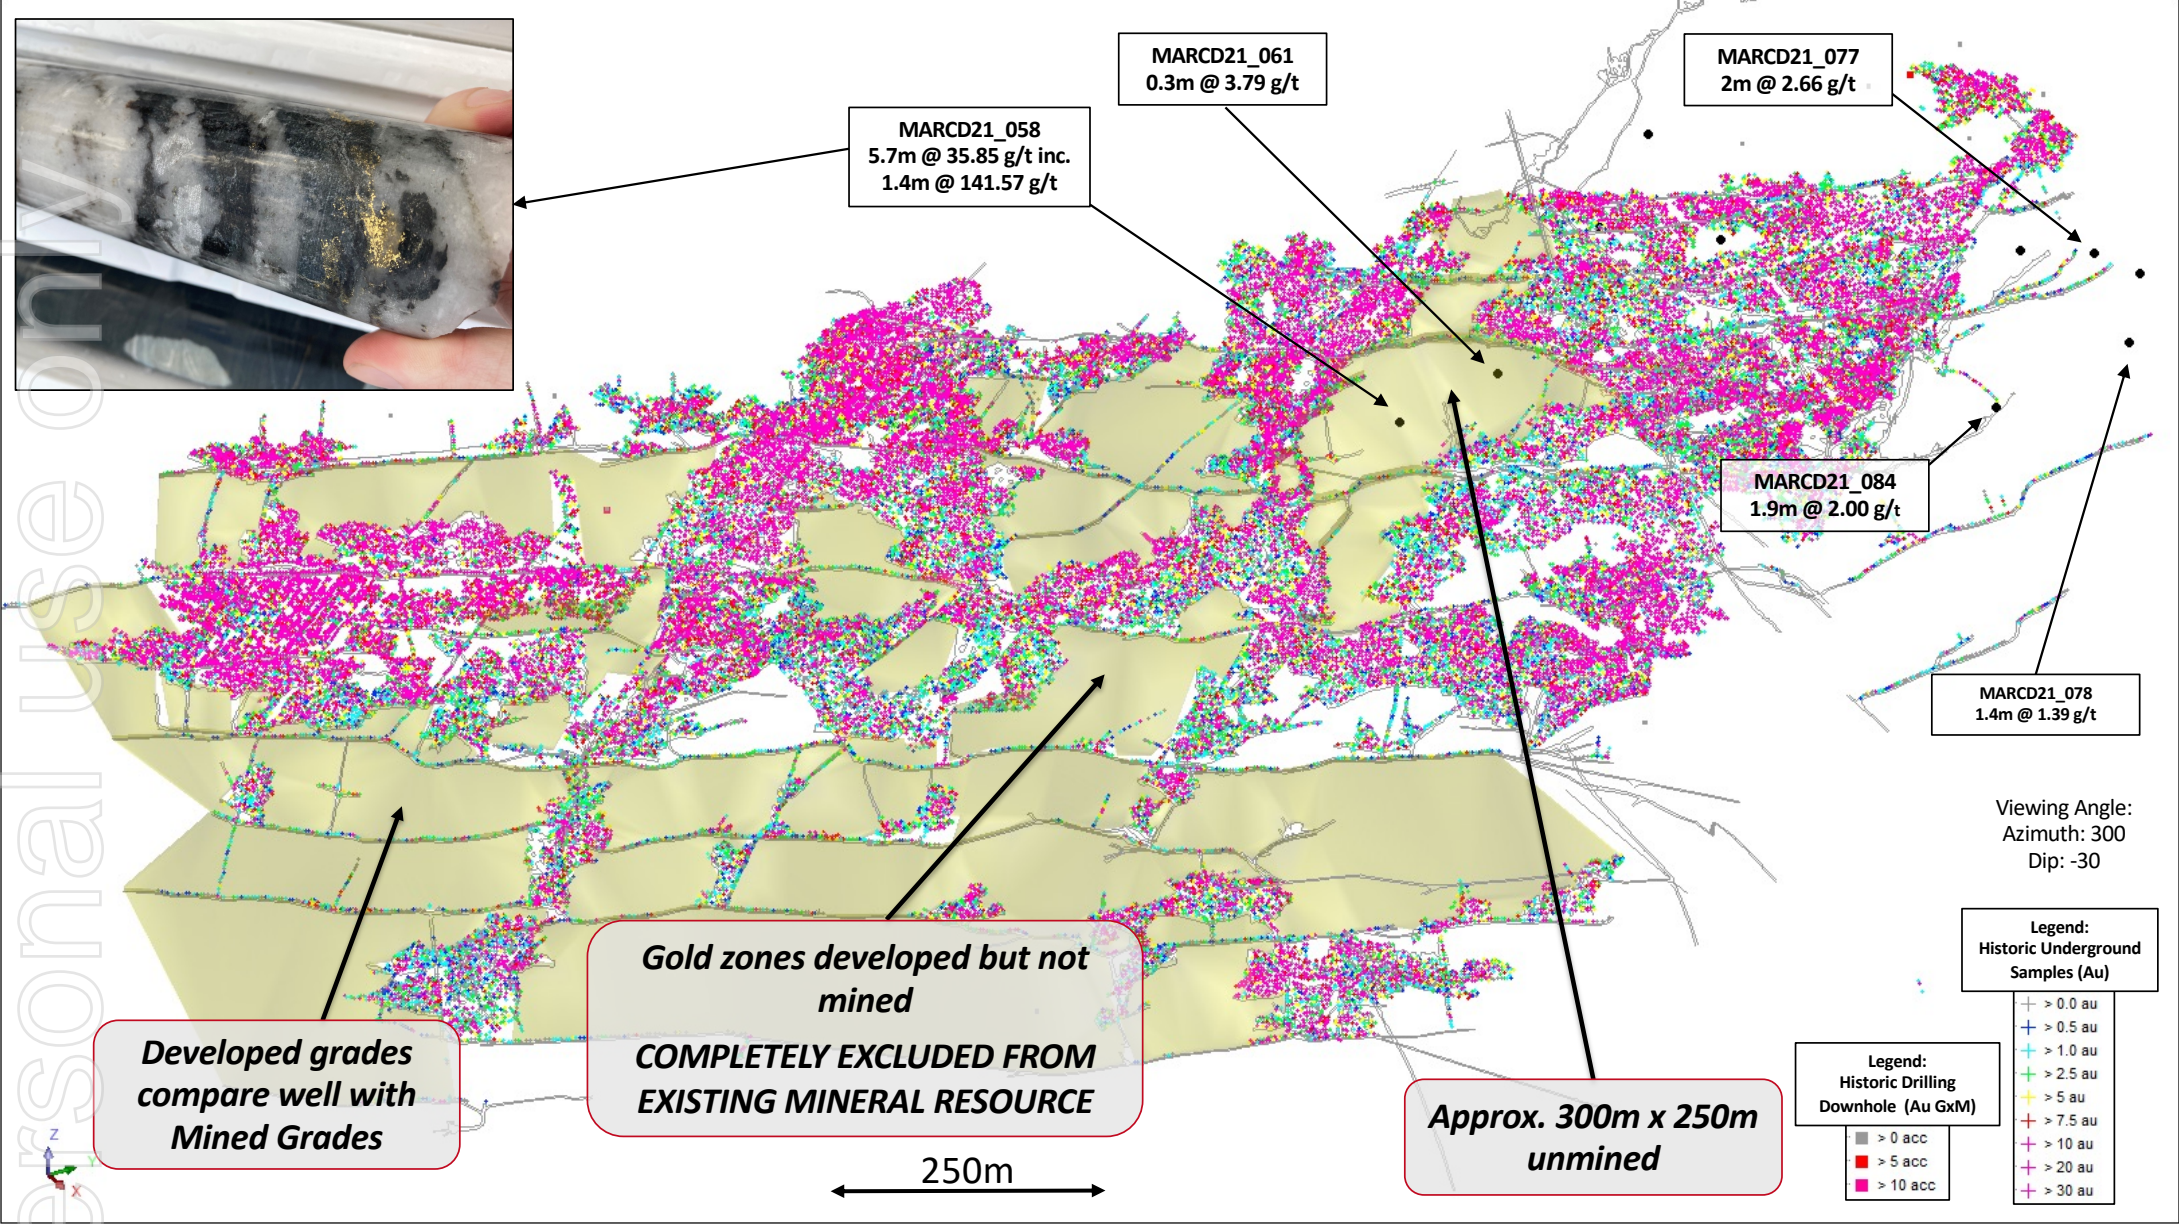 MARCD21_061
0.3m @ 3.79 g/t
MARCD21_077
2m @ 2.66 g/t
MARCD21_058
5.7m @ 35.85 g/t inc.
1.4m @ 141.57 g/t
MARCD21_084
1.9m @ 2.00 g/t
MARCD21_078
1.4m @ 1.39 g/t
Viewing Angle:
Azimuth: 300
Dip: -30
Gold zones developed but not
mined
COMPLETELY EXCLUDED FROM
EXISTING MINERAL RESOURCE
Developed grades
compare well with
Mined Grades
Approx. 300m x 250m
unmined
250m
Legend:
Historic Underground
Samples (Au)
> 0.0 au
> 0.5 au
> 1.0 au
> 2.5 au
> 5 au
> 7.5 au
> 10 au
> 20 au
> 30 au
Legend:
Historic Drilling
Downhole (Au GxM)
> 0 acc
> 5 acc
> 10 acc
Z
Y
X
ersonal use only